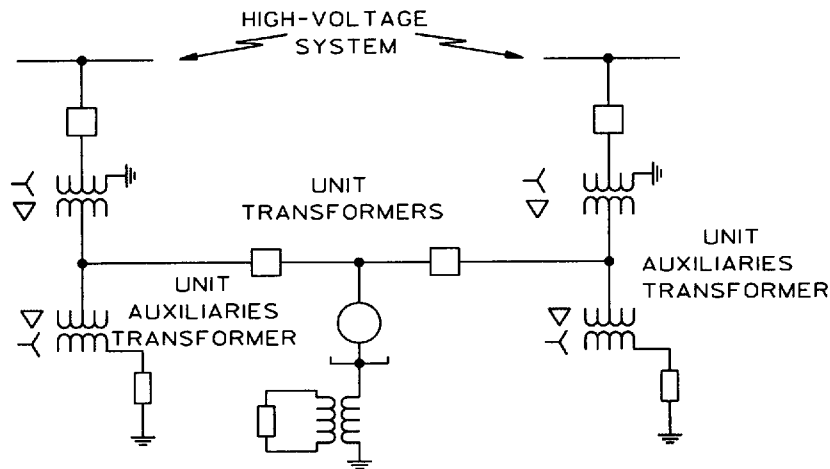 HIGH-VOLTAGE
SYSTEM
UNIT
TRANSFORMERS
UNIT
AUXILIARIES
TRANSFORMER
UNIT
AUXILIARIES
TRANSFORMER